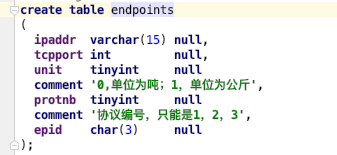 create table endpoints
(
ipaddr varchar(15) null,
tcpport int null,
unit tinyint null
comment '0,单位为吨；1，单位为公斤',
protnb tinyint null
comment '协议编号，只能是1，2，3',
epid char(3) null
);